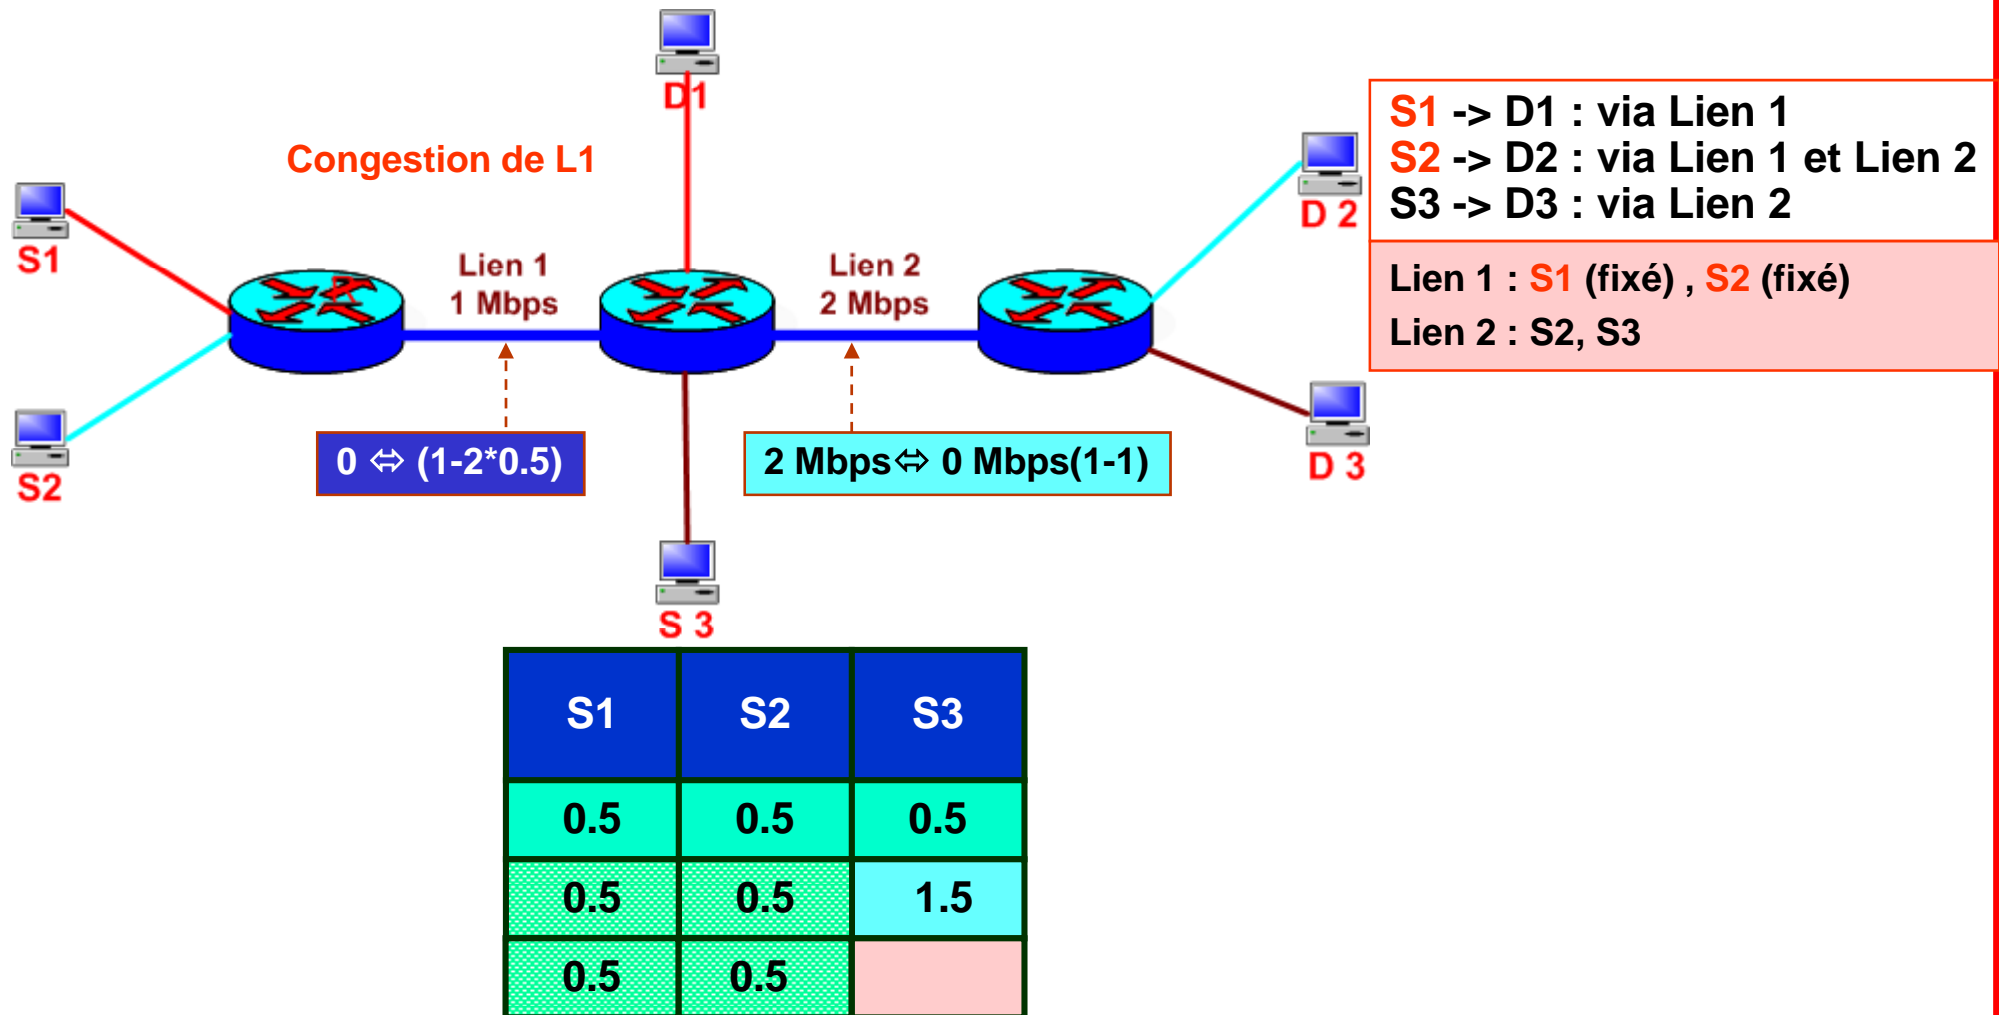 D1
S1 -> D1 : via Lien 1
S2 -> D2 : via Lien 1 et Lien 2
S3 -> D3 : via Lien 2
Congestion de L1
D 2
S1
Lien 1
1 Mbps
Lien 2
2 Mbps
R
Lien 1 : S1 (fixé) , S2 (fixé)
Lien 2 : S2, S3
0 ⇔ (1-2*0.5)
2 Mbps⇔ 0 Mbps(1-1)
S2
D 3
S 3
S1 S2 S3
0.5 0.5 0.5
0.5 0.5 1.5
0.5 0.5